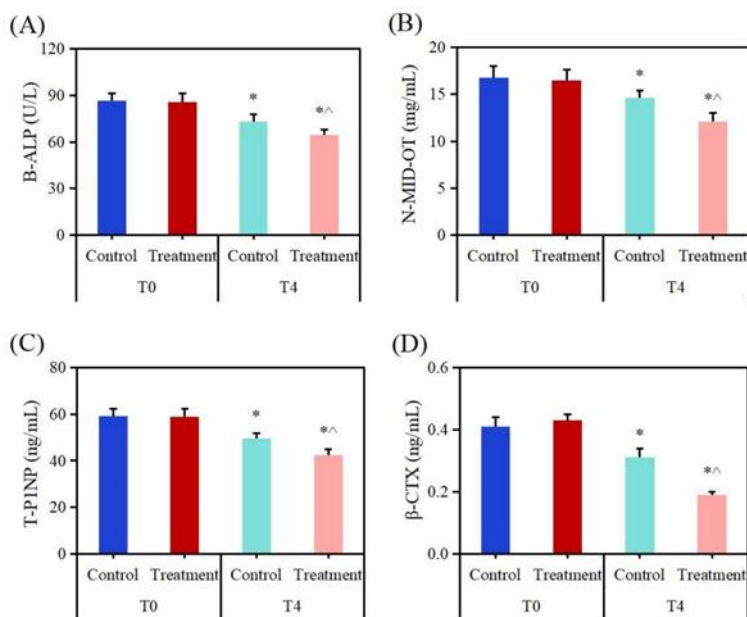 (A)
B-ALP (U/L)
120
90
60
30
0
*
*^
Control Treatment Control Treatment
T0 T4
(B)
N-MID-OT (mg/mL)
20
15
10
5
0
*
*^
Control Treatment Control Treatment
T0 T4
(C)
T-P1NP (ng/mL)
80
60
40
20
0
*
*^
Control Treatment Control Treatment
T0 T4
(D)
β-CTX (ng/mL)
0.6
0.4
0.2
0.0
*
*^
Control Treatment Control Treatment
T0 T4